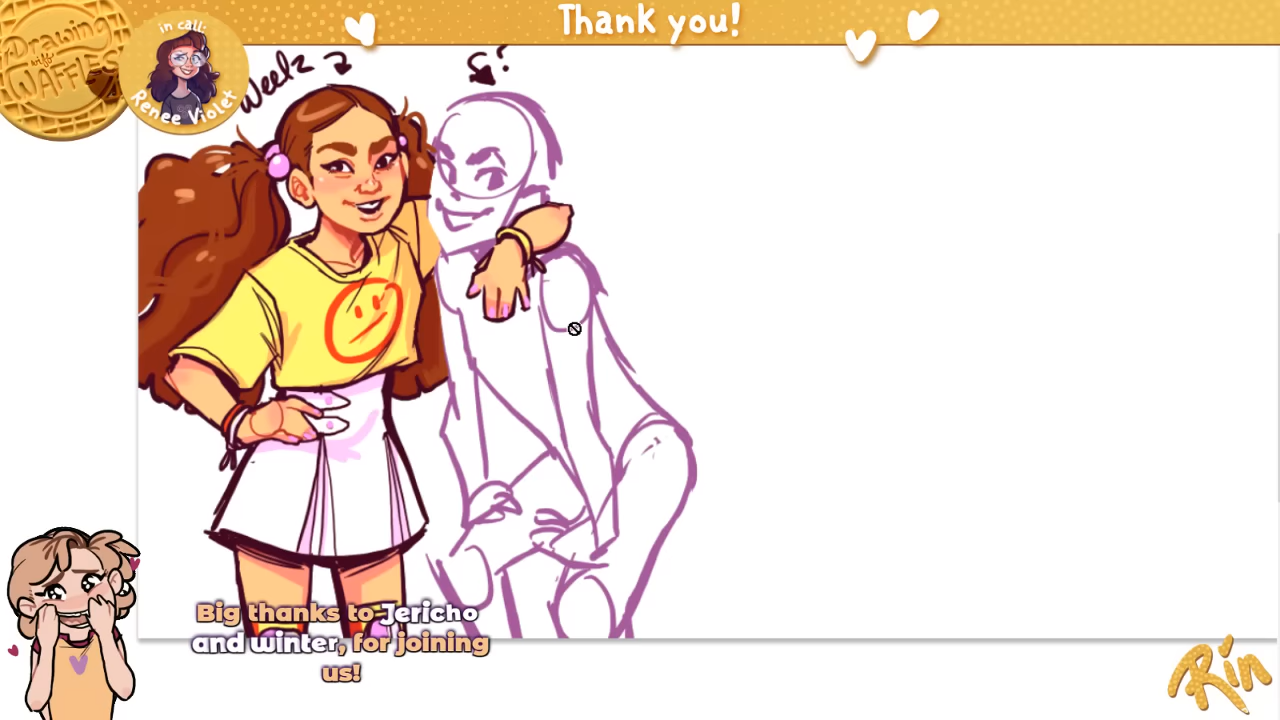 Thank you!
in call:
Drawing
with
WAFFLES
Renee Violet
?
Big thanks to Jericho
and winter, for joining
us!
Rin